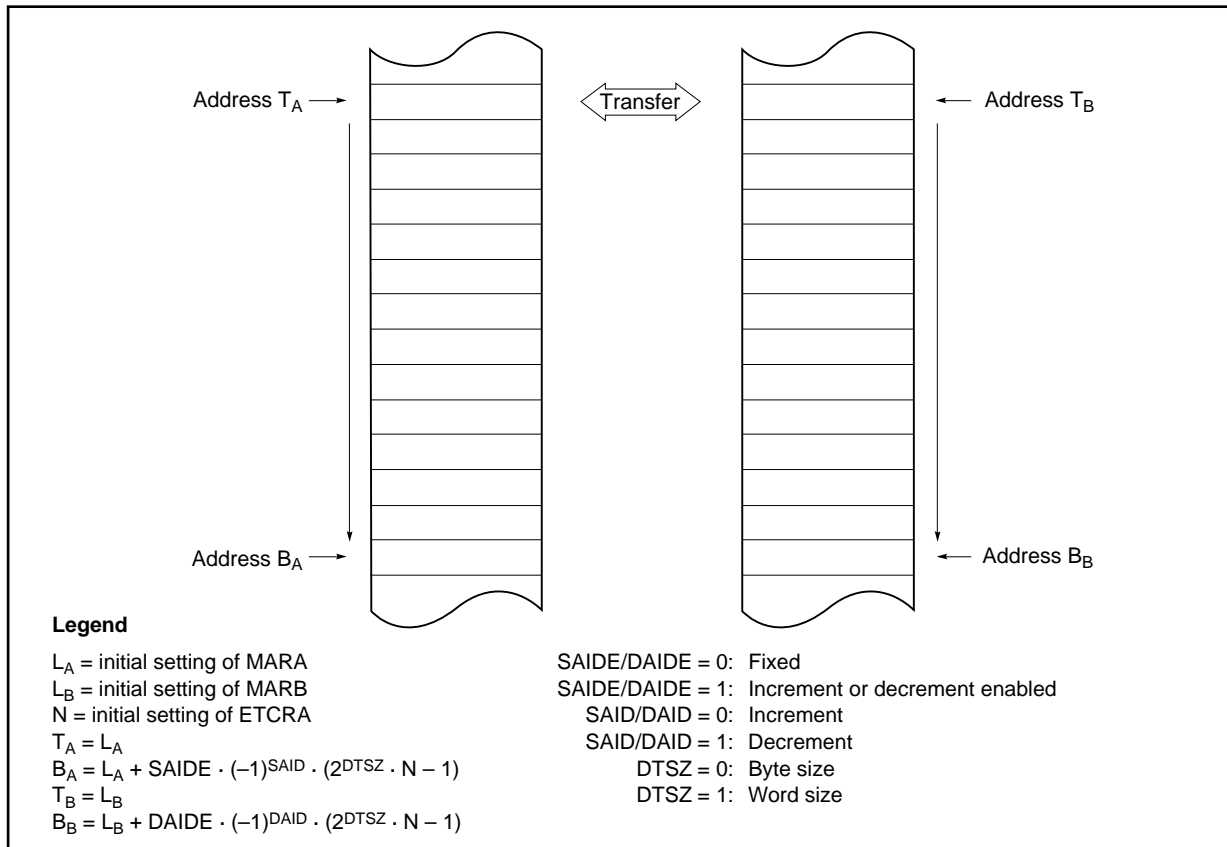 Address T_A
Transfer
Address T_B
Address B_A
Address B_B
Legend
L_A = initial setting of MARA
L_B = initial setting of MARB
N = initial setting of ETCRA
T_A = L_A
B_A = L_A + SAIDE · (–1)^SAID · (2^DTSZ · N – 1)
T_B = L_B
B_B = L_B + DAIDE · (–1)^DAID · (2^DTSZ · N – 1)
SAIDE/DAIDE = 0: Fixed
SAIDE/DAIDE = 1: Increment or decrement enabled
SAID/DAID = 0: Increment
SAID/DAID = 1: Decrement
DTSZ = 0: Byte size
DTSZ = 1: Word size